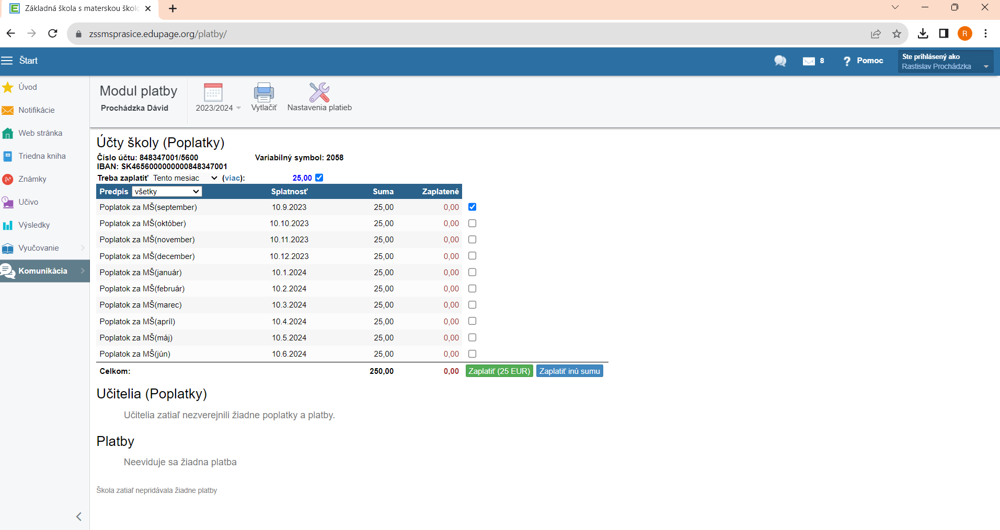 Základná škola s materskou škol
zssmsprasice.edupage.org/platby/
R
Štart
8
? Pomoc
Ste prihlásený ako
Rastislav Prochádzka
Úvod
Notifikácie
Web stránka
Triedna kniha
Známky
Učivo
Výsledky
Vyučovanie
Komunikácia
Modul platby
Prochádzka Dávid
2023/2024
Vytlačiť
Nastavenia platieb
Účty školy (Poplatky)
Číslo účtu: 848347001/5600 Variabilný symbol: 2058
IBAN: SK4656000000000848347001
Treba zaplatiť Tento mesiac (viac): 25,00
Predpis všetky Splatnosť Suma Zaplatené
Poplatok za MŠ(september) 10.9.2023 25,00 0,00
Poplatok za MŠ(október) 10.10.2023 25,00 0,00
Poplatok za MŠ(november) 10.11.2023 25,00 0,00
Poplatok za MŠ(december) 10.12.2023 25,00 0,00
Poplatok za MŠ(január) 10.1.2024 25,00 0,00
Poplatok za MŠ(február) 10.2.2024 25,00 0,00
Poplatok za MŠ(marec) 10.3.2024 25,00 0,00
Poplatok za MŠ(apríl) 10.4.2024 25,00 0,00
Poplatok za MŠ(máj) 10.5.2024 25,00 0,00
Poplatok za MŠ(jún) 10.6.2024 25,00 0,00
Celkom: 250,00 0,00 Zaplatiť (25 EUR) Zaplatiť inú sumu
Učitelia (Poplatky)
Učitelia zatiaľ nezverejnili žiadne poplatky a platby.
Platby
Neeviduje sa žiadna platba
Škola zatiaľ nepridávala žiadne platby